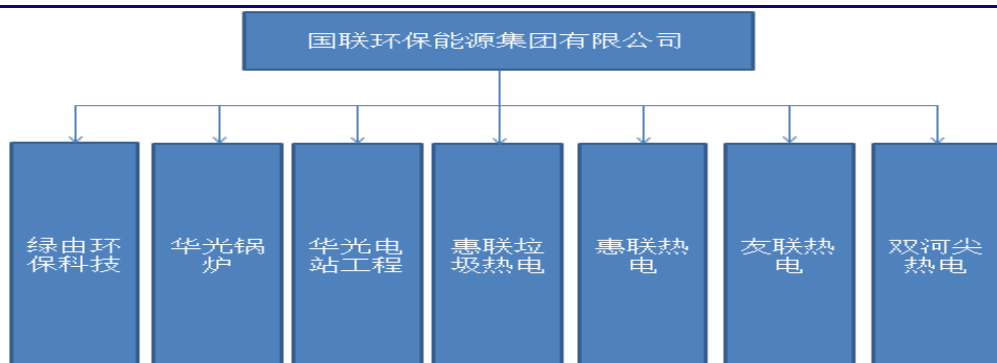 国联环保能源集团有限公司
绿由环
保科技
华光锅
炉
华光电
站工程
惠联垃
圾热电
惠联热
电
友联热
电
双河尖
热电